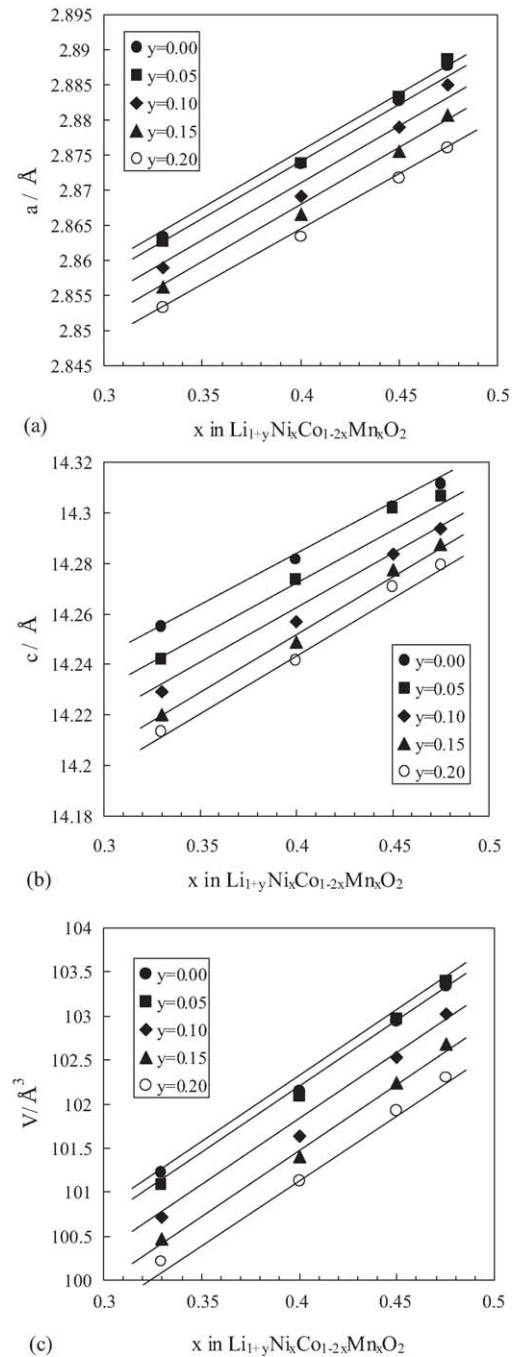 2.895
2.89
2.885
2.88
2.875
2.87
2.865
2.86
2.855
2.85
2.845
a / Å
y=0.00
y=0.05
y=0.10
y=0.15
y=0.20
0.3 0.35 0.4 0.45 0.5
(a) x in Li₁₊yNiₓCo₁₋₂ₓMnₓO₂
14.32
14.3
14.28
14.26
14.24
14.22
14.2
14.18
c / Å
y=0.00
y=0.05
y=0.10
y=0.15
y=0.20
0.3 0.35 0.4 0.45 0.5
(b) x in Li₁₊yNiₓCo₁₋₂ₓMnₓO₂
104
103.5
103
102.5
102
101.5
101
100.5
100
V/ Å³
y=0.00
y=0.05
y=0.10
y=0.15
y=0.20
0.3 0.35 0.4 0.45 0.5
(c) x in Li₁₊yNiₓCo₁₋₂ₓMnₓO₂